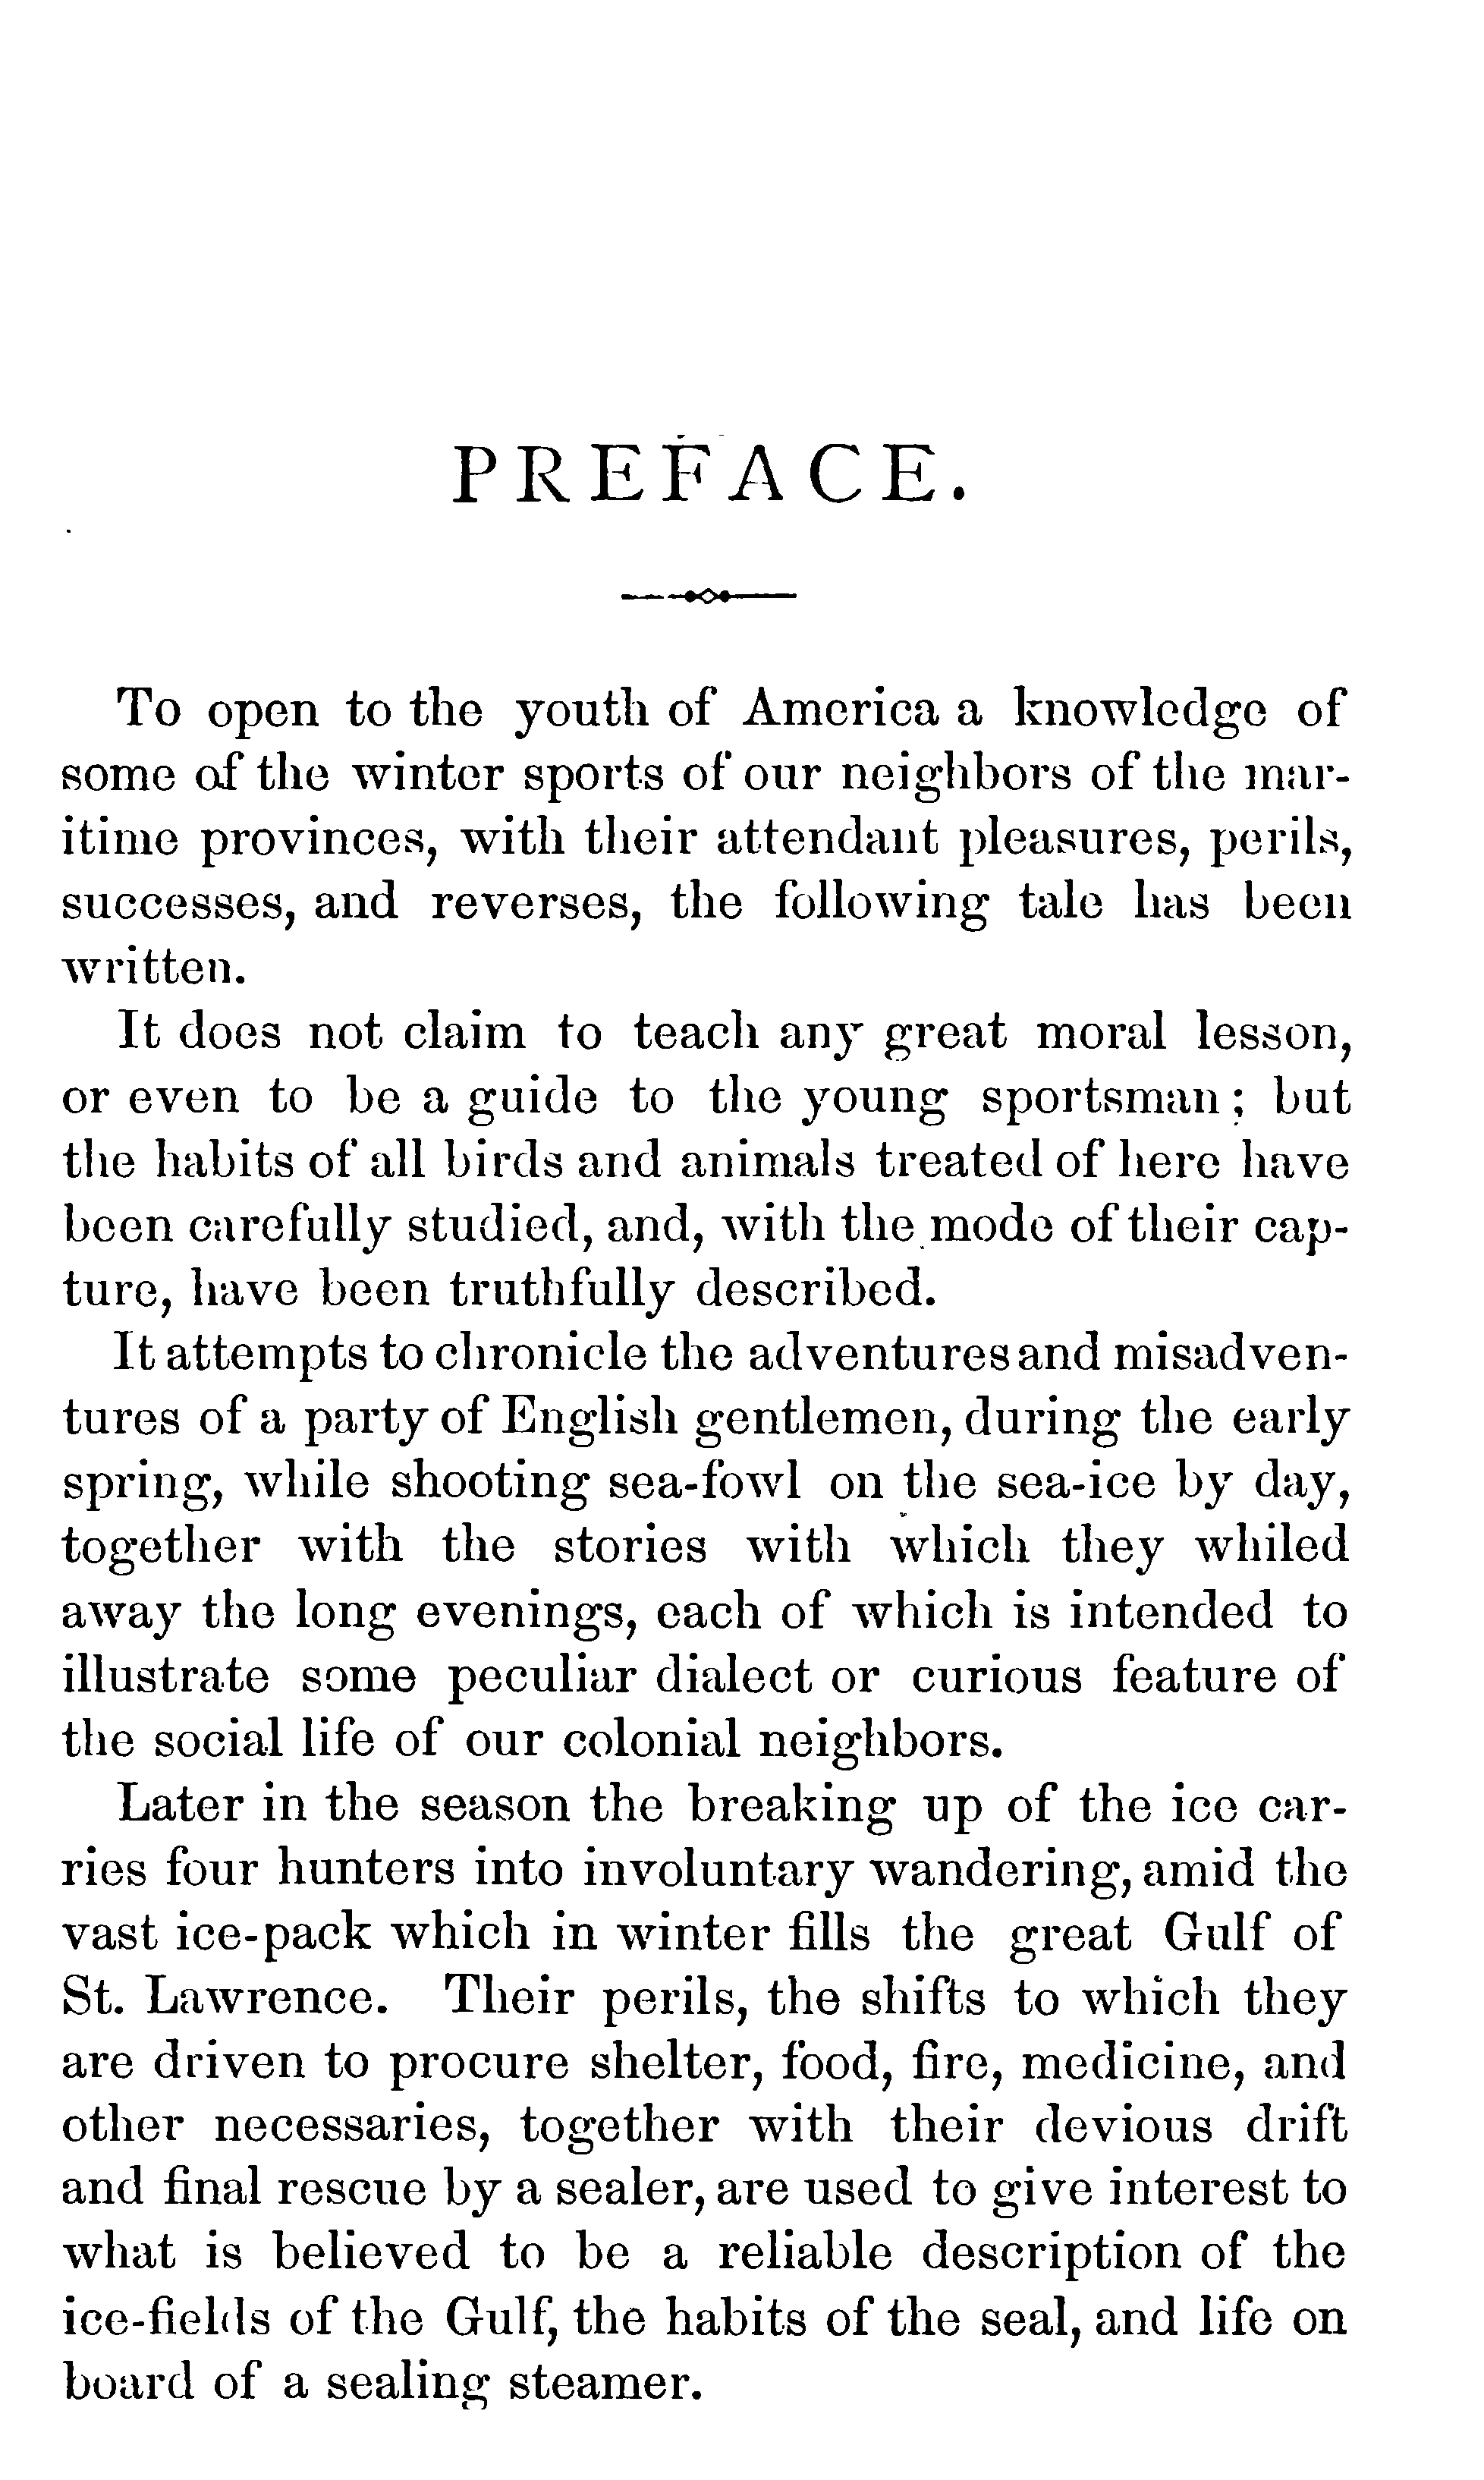 PREFACE.
To open to the youth of America a knowledge of
some of the winter sports of our neighbors of the mar-
itime provinces, with their attendant pleasures, perils,
successes, and reverses, the following tale has been
written.
It does not claim to teach any great moral lesson,
or even to be a guide to the young sportsman; but
the habits of all birds and animals treated of here have
been carefully studied, and, with the mode of their cap-
ture, have been truthfully described.
It attempts to chronicle the adventures and misadven-
tures of a party of English gentlemen, during the early
spring, while shooting sea-fowl on the sea-ice by day,
together with the stories with which they whiled
away the long evenings, each of which is intended to
illustrate some peculiar dialect or curious feature of
the social life of our colonial neighbors.
Later in the season the breaking up of the ice car-
ries four hunters into involuntary wandering, amid the
vast ice-pack which in winter fills the great Gulf of
St. Lawrence. Their perils, the shifts to which they
are driven to procure shelter, food, fire, medicine, and
other necessaries, together with their devious drift
and final rescue by a sealer, are used to give interest to
what is believed to be a reliable description of the
ice-fields of the Gulf, the habits of the seal, and life on
board of a sealing steamer.